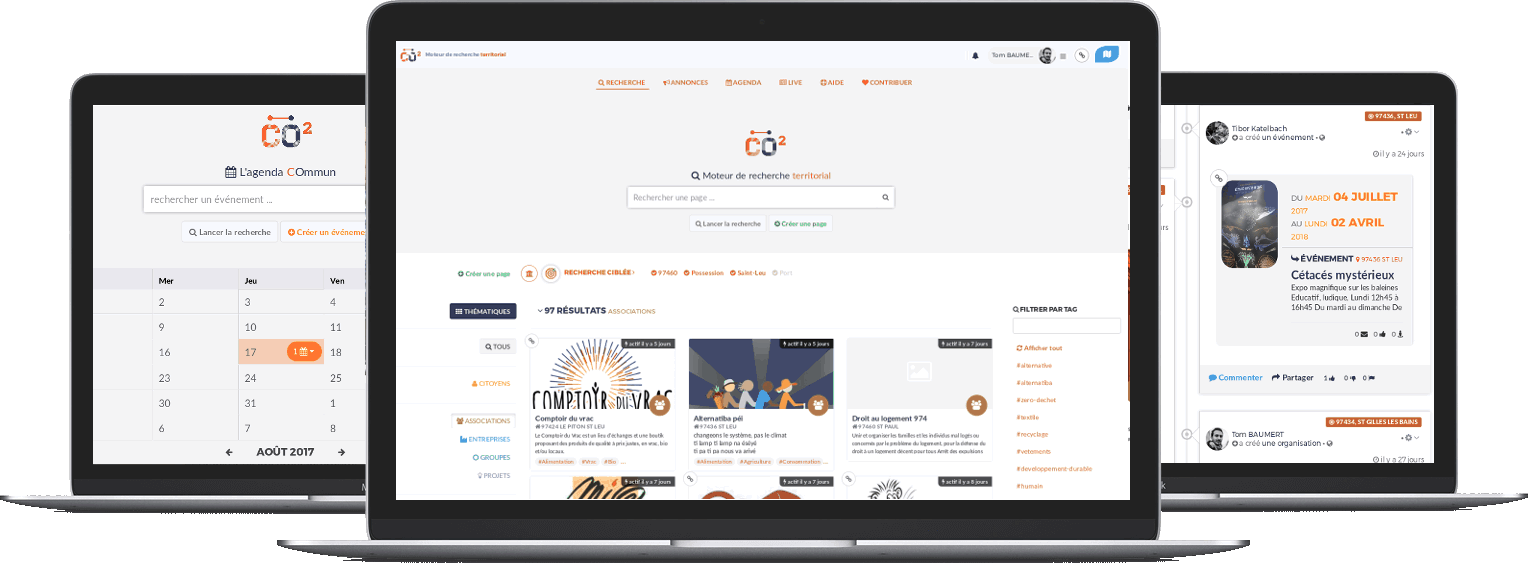 CO²
L'agenda COmmun
rechercher un événement ...
Lancer la recherche
Créer un événeme
Mer Jeu Ven
2 3 4
9 10 11
16 17 1 18
23 24 25
30 31 1
6 7 8
AOÛT 2017
CO² Moteur de recherche territorial
Tom BAUME...
RECHERCHE ANNONCES AGENDA LIVE AIDE CONTRIBUER
CO²
Moteur de recherche territorial
Rechercher une page ...
Lancer la recherche Créer une page
Créer une page RECHERCHE CIBLÉE 97460 Possession Saint-Leu Port
THÉMATIQUES
97 RÉSULTATS ASSOCIATIONS
TOUS
CITOYENS
ASSOCIATIONS
ENTREPRISES
GROUPES
PROJETS
actif il y a 5 jours
COMPTOIR DU VRAC
Comptoir du vrac
97424 LE PITON ST LEU
Le Comptoir du Vrac est un lieu d'échanges et une boutik
proposant des produits de qualité à prix justes, en vrac, bio
et/ou locaux.
#Alimentation #Vrac #Bio ...
actif il y a 5 jours
Alternatiba péi
97436 ST LEU
changeons le système, pas le climat
ti lamp ti lamp na ésèyé
ti pa ti pa nous va arivé
#Alimentation #Agriculture #Consommation ...
actif il y a 7 jours
Droit au logement 974
97460 ST PAUL
Unir et organiser les familles et les individus mal logés ou
concernés par le problème du logement, pour la défense du
droit à un logement décent pour tous Arrêt des expulsions
actif il y a 7 jours
actif il y a 7 jours
actif il y a 8 jours
FILTRER PAR TAG
Afficher tout
#alternative
#alternatiba
#zero-dechet
#textile
#recyclage
#vetements
#developpement-durable
#humain
97436, ST LEU
Tibor Katelbach
a créé un événement
il y a 24 jours
DU MARDI 04 JUILLET
2017
AU LUNDI 02 AVRIL
2018
ÉVÉNEMENT 97436 ST LEU
Cétacés mystérieux
Expo magnifique sur les baleines
Educatif, ludique. Lundi 12h45 à
16h45 Du mardi au dimanche De
0 0 0
Commenter Partager 1 0 0
97434, ST GILLES LES BAINS
Tom BAUMERT
a créé une organisation
il y a 27 jours